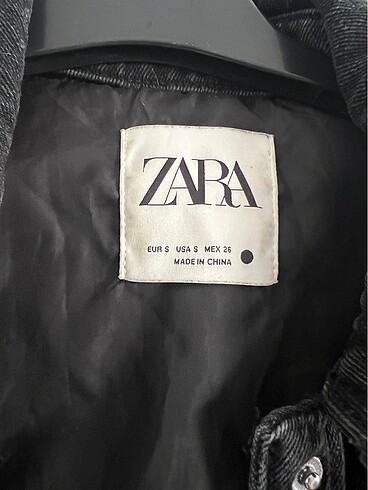 ZARA
EUR S USA S MEX 26
MADE IN CHINA